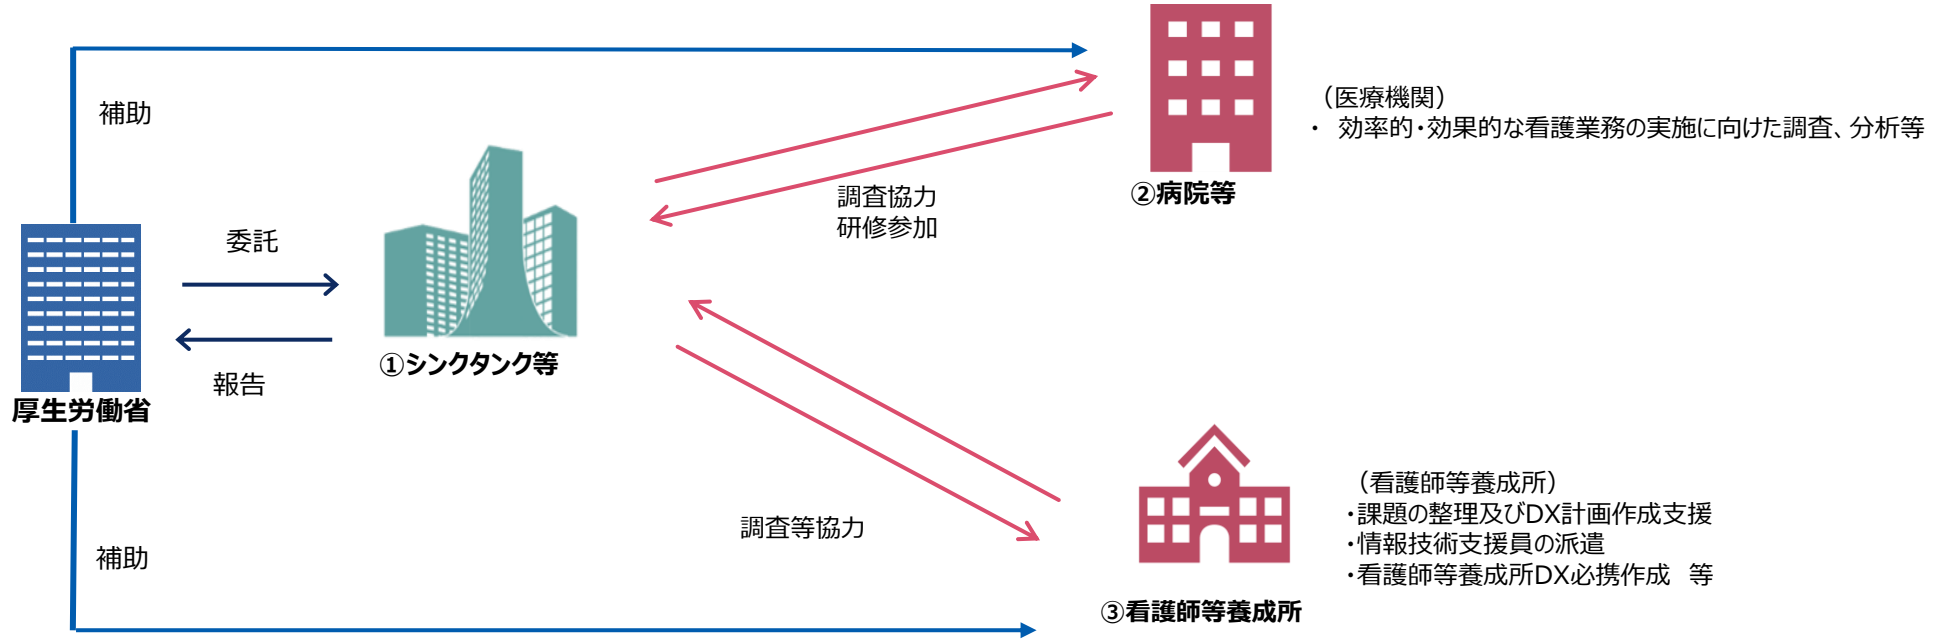 補助
委託
報告
厚生労働省
補助
①シンクタンク等
調査協力
研修参加
調査等協力
②病院等
（医療機関）
・ 効率的・効果的な看護業務の実施に向けた調査、分析等
③看護師等養成所
（看護師等養成所）
・課題の整理及びDX計画作成支援
・情報技術支援員の派遣
・看護師等養成所DX必携作成　等